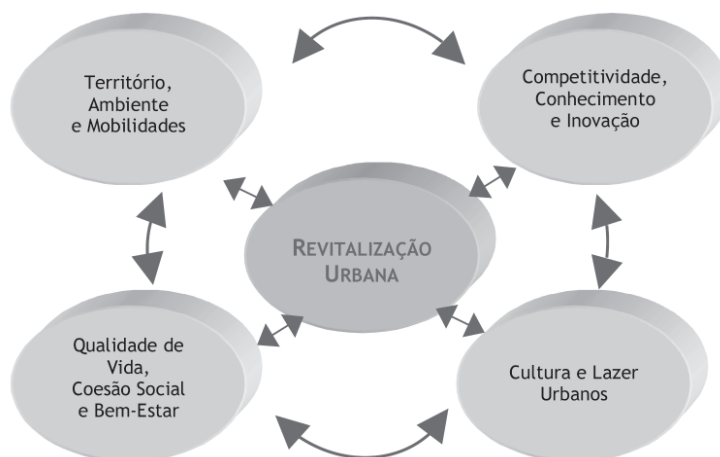 Território,
Ambiente
e Mobilidades
Competitividade,
Conhecimento
e Inovação
REVITALIZAÇÃO
URBANA
Qualidade de
Vida,
Coesão Social
e Bem-Estar
Cultura e Lazer
Urbanos